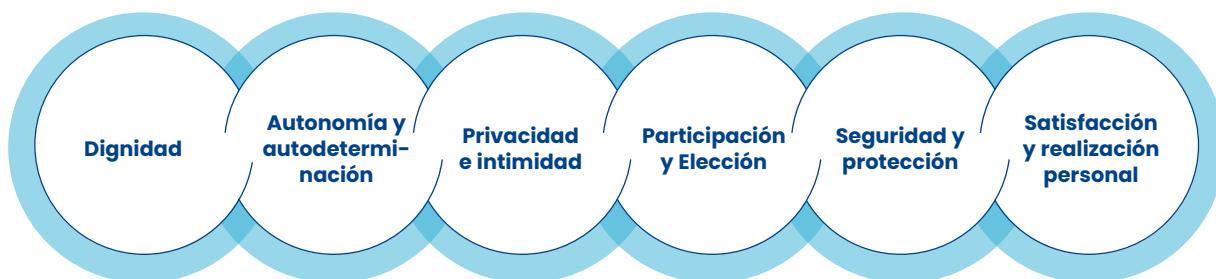 Dignidad
Autonomía y
autodetermi-
nación
Privacidad
e intimidad
Participación
y Elección
Seguridad y
protección
Satisfacción
y realización
personal